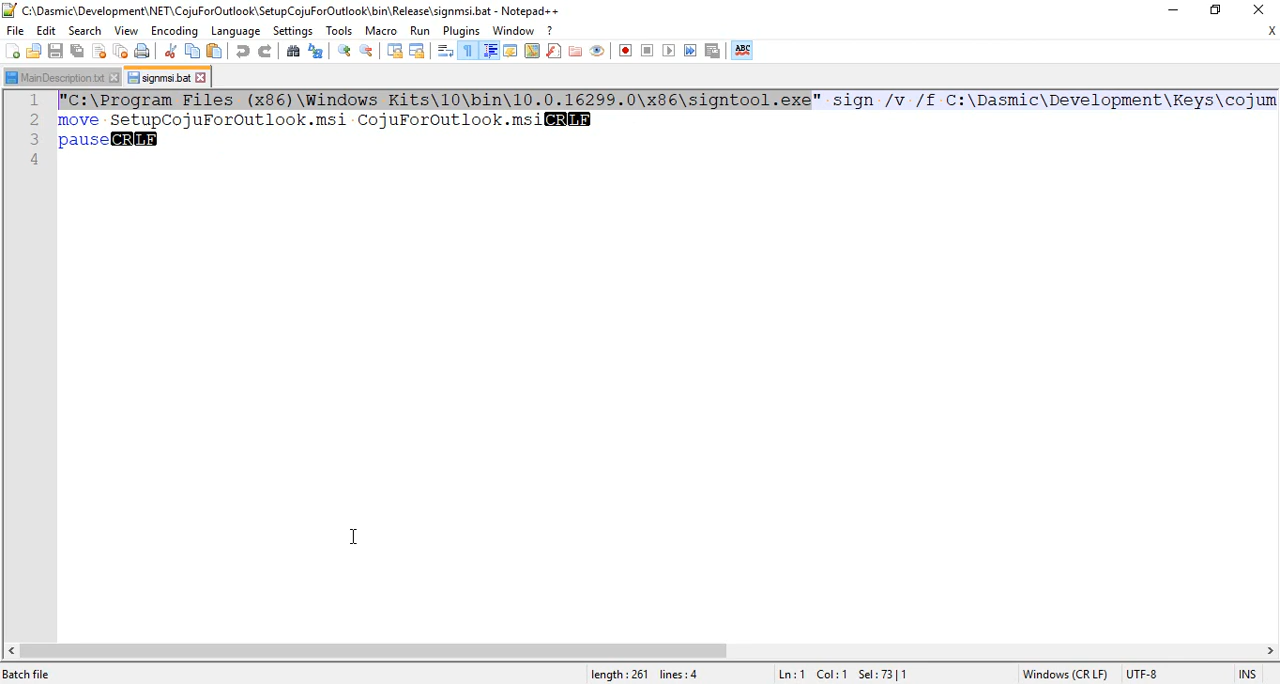 C:\Dasmic\Development\NET\CojuForOutlook\SetupCojuForOutlook\bin\Release\signmsi.bat - Notepad++
File Edit Search View Encoding Language Settings Tools Macro Run Plugins Window ? X
ABC
MainDescription.txt signmsi.bat
1 "C:\Program Files (x86)\Windows Kits\10\bin\10.0.16299.0\x86\signtool.exe" sign /v /f C:\Dasmic\Development\Keys\cojum
2 move SetupCojuForOutlook.msi CojuForOutlook.msiCRLF
3 pauseCRLF
4
Batch file length : 261 lines : 4 Ln : 1 Col : 1 Sel : 73 | 1 Windows (CR LF) UTF-8 INS